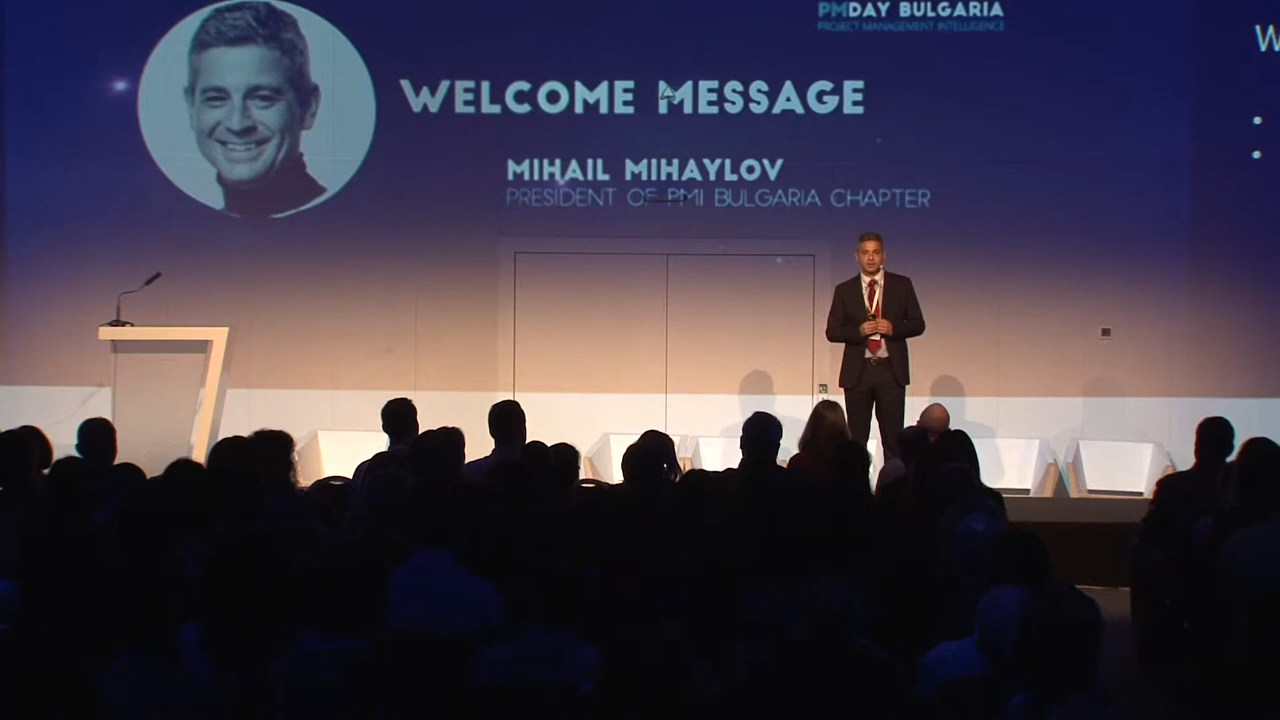 PMDAY BULGARIA
PROJECT MANAGEMENT INTELLIGENCE
WELCOME MESSAGE
MIHAIL MIHAYLOV
PRESIDENT OF PMI BULGARIA CHAPTER
W